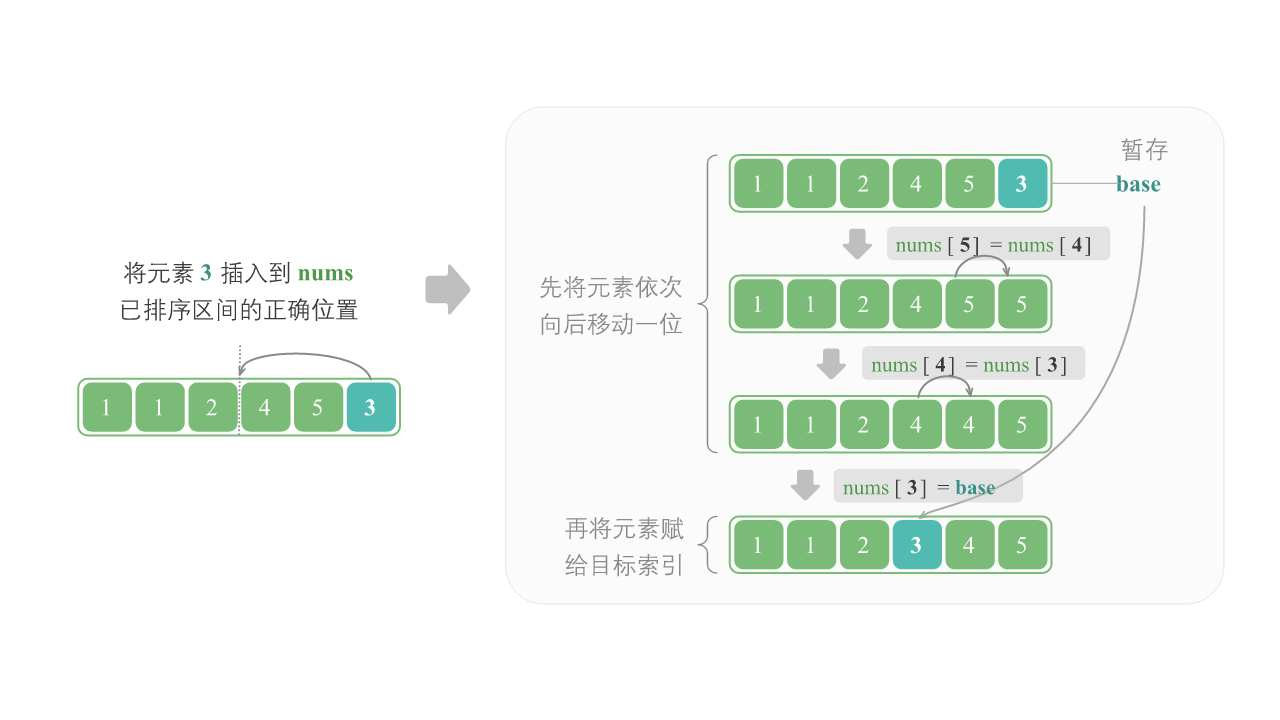 将元素 3 插入到 nums
已排序区间的正确位置
1 1 2 4 5 3
暂存
base
1 1 2 4 5 3
nums [ 5 ] = nums [ 4 ]
先将元素依次
向后移动一位
1 1 2 4 5 5
nums [ 4 ] = nums [ 3 ]
1 1 2 4 4 5
nums [ 3 ] = base
再将元素赋
给目标索引
1 1 2 3 4 5